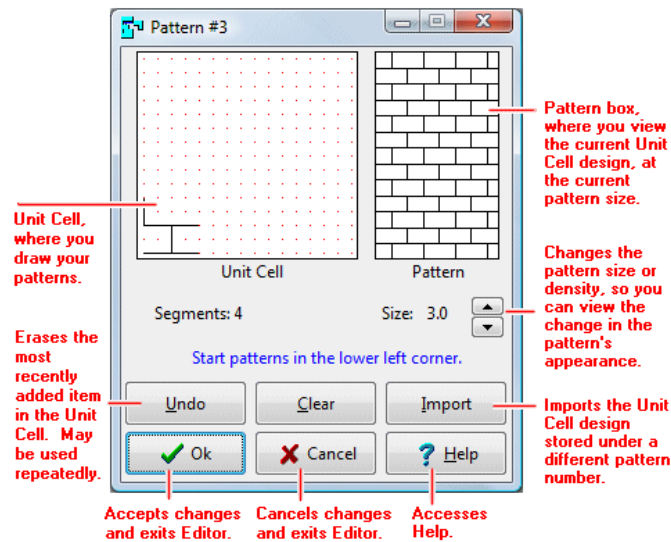 Pattern #3
Unit Cell
Pattern
Segments: 4
Size: 3.0
Start patterns in the lower left corner.
Undo
Clear
Import
Ok
Cancel
Help
Unit Cell,
where you
draw your
patterns.
Erases the
most
recently
added item
in the Unit
Cell. May
be used
repeatedly.
Pattern box,
where you view
the current Unit
Cell design, at
the current
pattern size.
Changes the
pattern size or
density, so you
can view the
change in the
pattern's
appearance.
Imports the Unit
Cell design
stored under a
different pattern
number.
Accepts changes
and exits Editor.
Cancels changes
and exits Editor.
Accesses
Help.